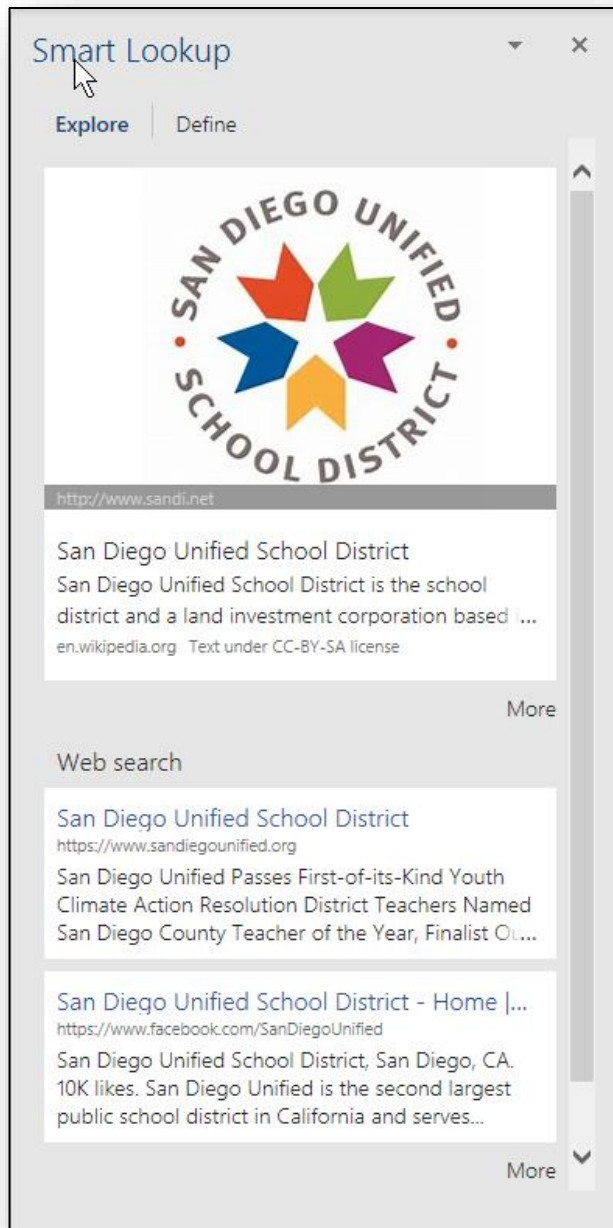 Smart Lookup
Explore Define
SAN DIEGO UNIFIED
SCHOOL DISTRICT
http://www.sandi.net
San Diego Unified School District
San Diego Unified School District is the school
district and a land investment corporation based i...
en.wikipedia.org Text under CC-BY-SA license
More
Web search
San Diego Unified School District
https://www.sandiegounified.org
San Diego Unified Passes First-of-its-Kind Youth
Climate Action Resolution District Teachers Named
San Diego County Teacher of the Year, Finalist Ou...
San Diego Unified School District - Home |...
https://www.facebook.com/SanDiegoUnified
San Diego Unified School District, San Diego, CA.
10K likes. San Diego Unified is the second largest
public school district in California and serves...
More